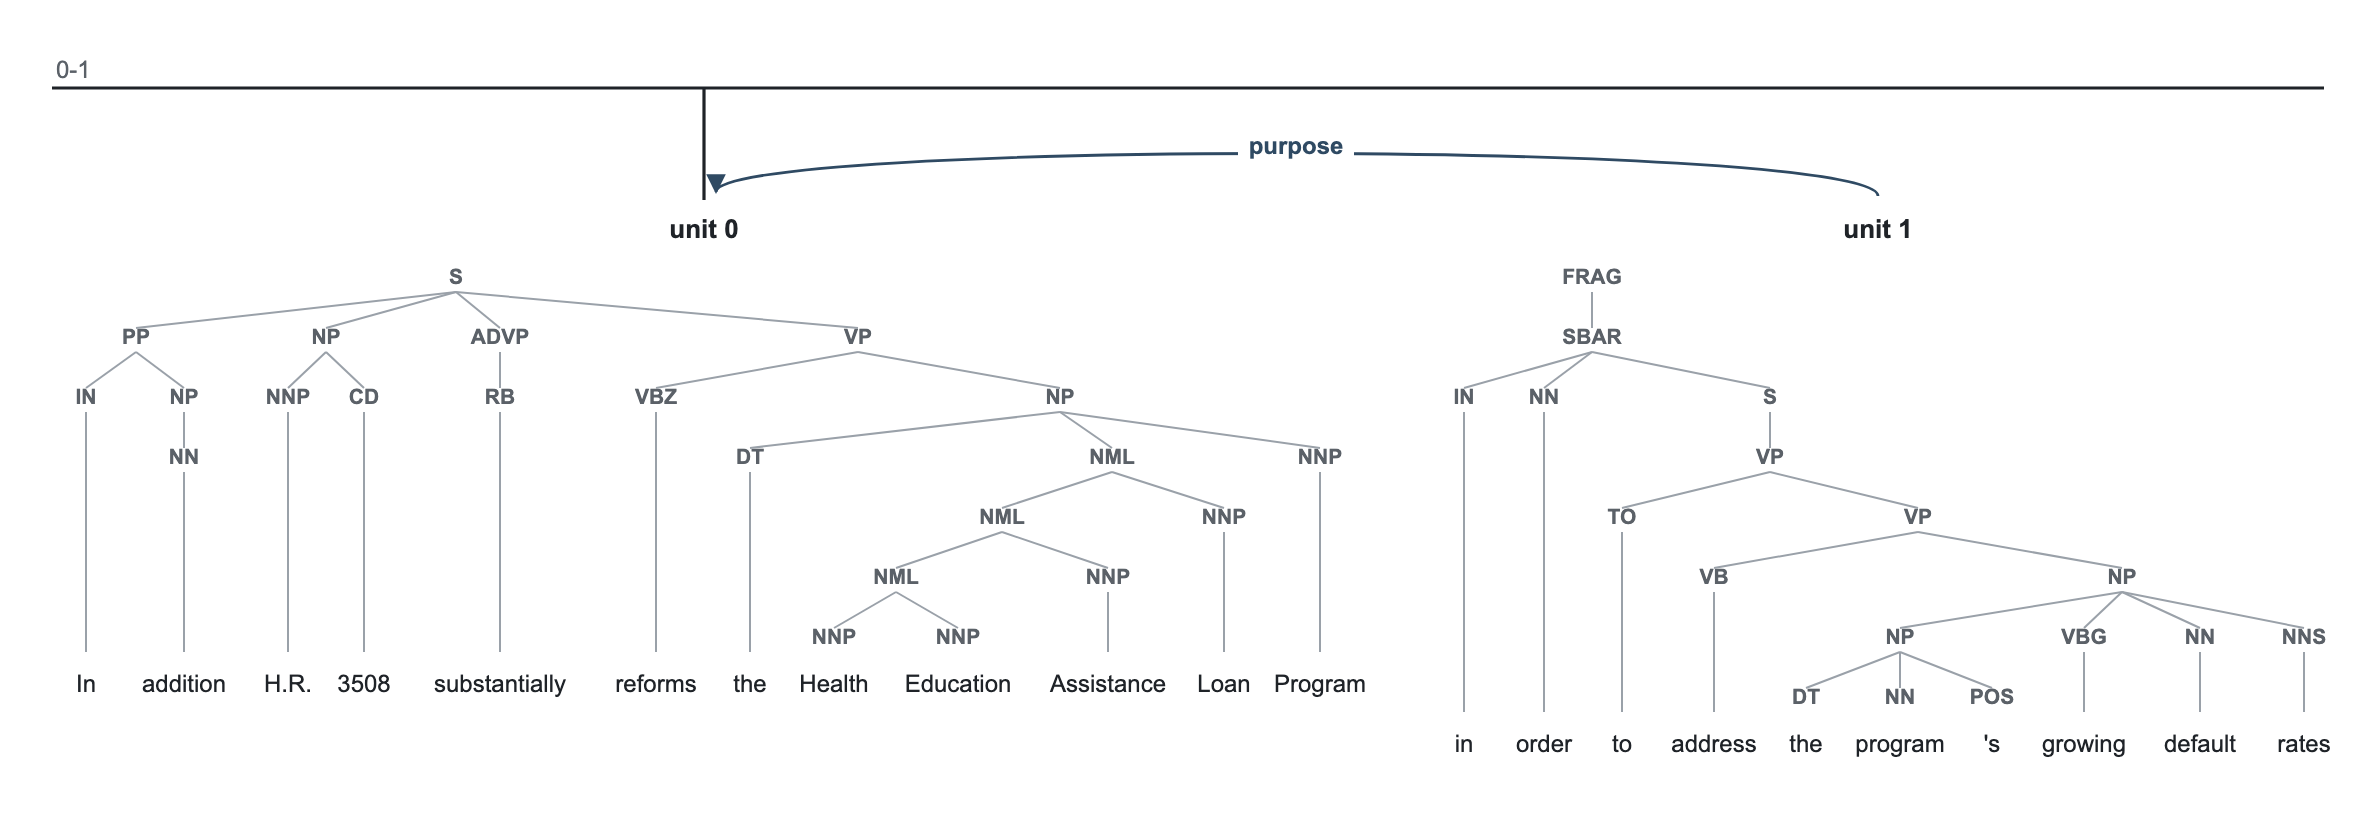 0-1
purpose
unit 0 unit 1
S FRAG
PP NP ADVP VP SBAR
IN NP NNP CD RB VBZ NP IN NN S
NN DT NML NNP VP
NML NNP TO VP
NML NNP VB NP
NNP NNP NP VBG NN NNS
In addition H.R. 3508 substantially reforms the Health Education Assistance Loan Program
DT NN POS
in order to address the program 's growing default rates